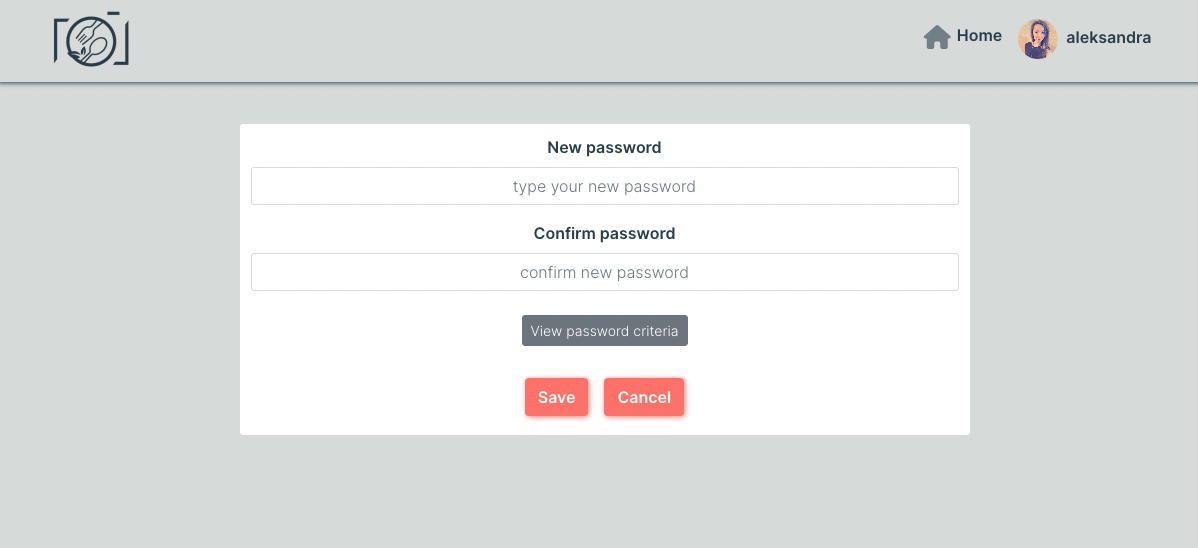 Home
aleksandra
New password
type your new password
Confirm password
confirm new password
View password criteria
Save
Cancel